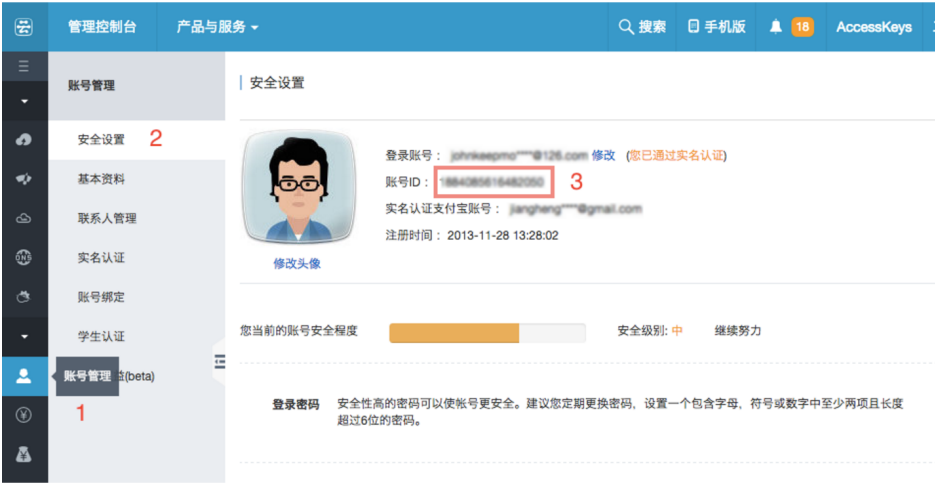 管理控制台 产品与服务 搜索 手机版 18 AccessKeys
账号管理
安全设置 2
基本资料
联系人管理
实名认证
账号绑定
学生认证
账号管理 (beta)
1
DNS
安全设置
登录账号： 修改 (您已通过实名认证)
账号ID： 3
实名认证支付宝账号：
注册时间： 2013-11-28 13:28:02
修改头像
您当前的账号安全程度 安全级别: 中 继续努力
登录密码 安全性高的密码可以使帐号更安全。建议您定期更换密码，设置一个包含字母，符号或数字中至少两项且长度
超过6位的密码。